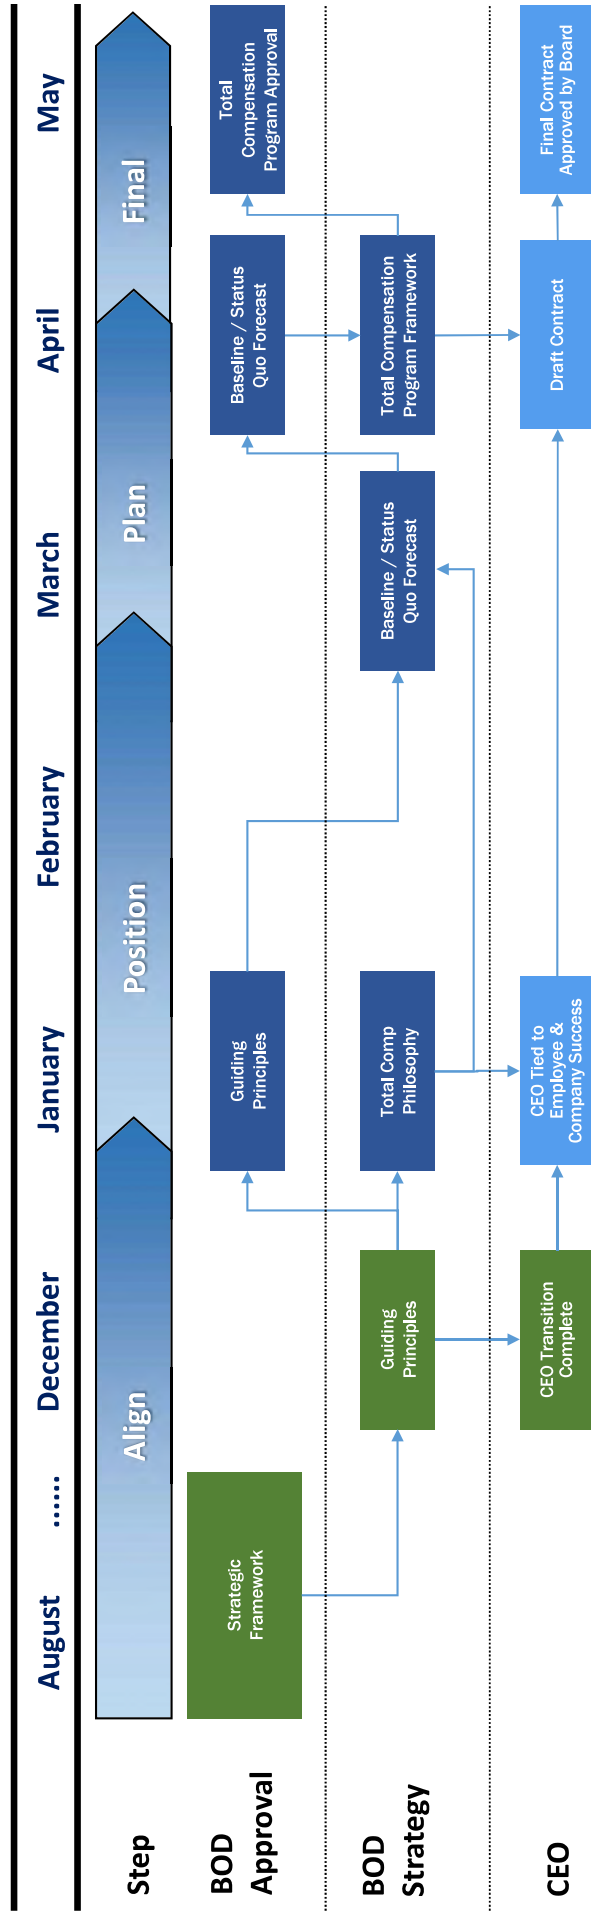 August ...... December January February March April May
Step Align Position Plan Final
BOD
Approval
Strategic
Framework
Guiding
Principles
Baseline / Status
Quo Forecast
Total
Compensation
Program Approval
BOD
Strategy
Guiding
Principles
Total Comp
Philosophy
Baseline / Status
Quo Forecast
Total Compensation
Program Framework
CEO
CEO Transition
Complete
CEO Tied to
Employee &
Company Success
Draft Contract
Final Contract
Approved by Board